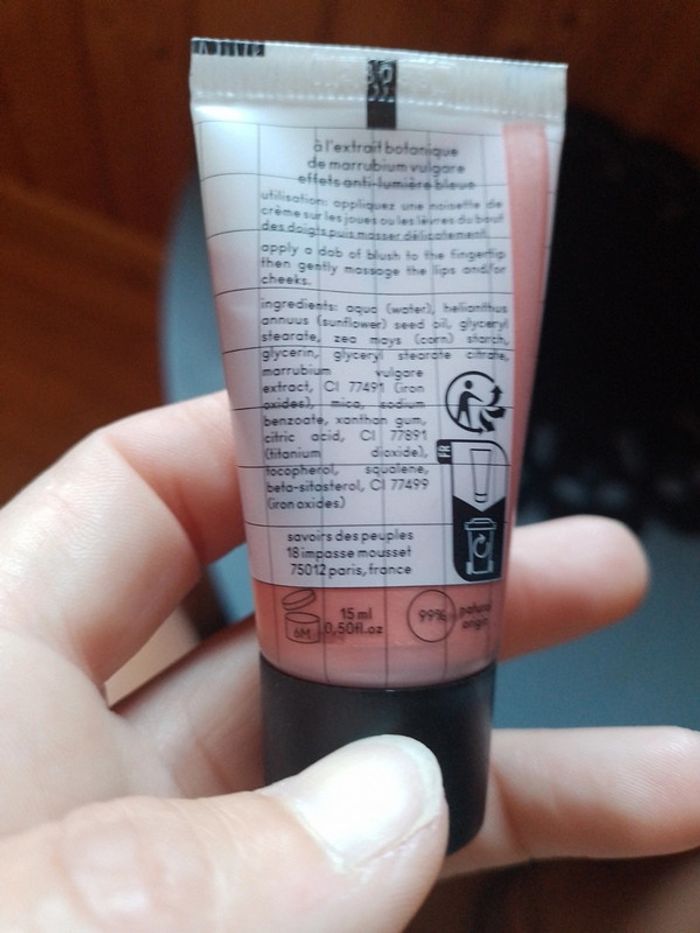 à l'extrait botanique
de marrubium vulgare
effets anti-lumière bleue
utilisation: appliquez une noisette de
crème sur les joues ou les lèvres du bout
des doigts puis masser délicatement.
apply a dab of blush to the fingertip
then gently massage the lips and/or
cheeks.
ingredients: aqua (water), helianthus
annuus (sunflower) seed oil, glyceryl
stearate, zea mays (corn) starch,
glycerin, glyceryl stearate citrate,
marrubium vulgare
extract, CI 77491 (iron
oxides), mica, sodium
benzoate, xanthan gum,
citric acid, CI 77891
(titanium dioxide),
tocopherol, squalene,
beta-sitosterol, CI 77499
(iron oxides)
FR
savoirs des peuples
18 impasse mousset
75012 paris, france
6M
15 ml
0,50fl.oz
99% natural
origin